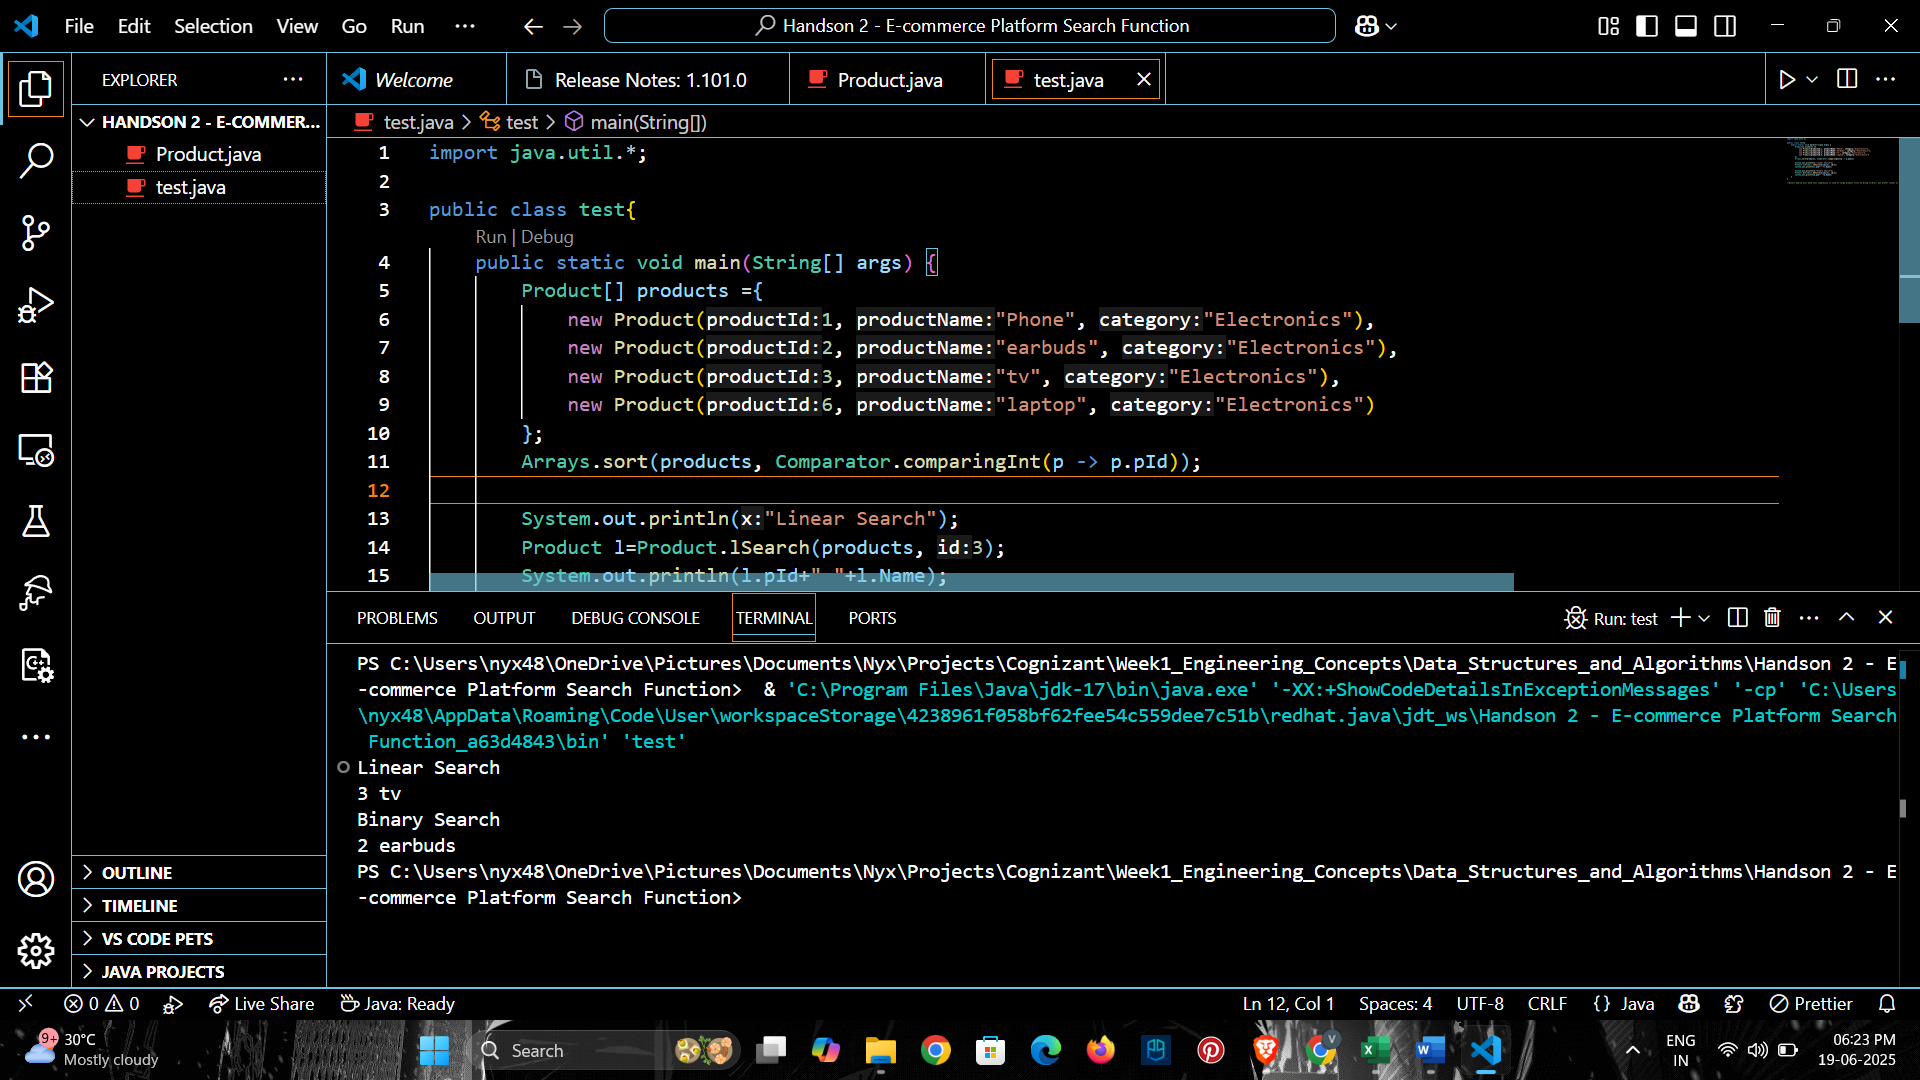 File Edit Selection View Go Run ···
Handson 2 - E-commerce Platform Search Function
EXPLORER ···
Welcome
Release Notes: 1.101.0
Product.java
test.java
HANDSON 2 - E-COMMER...
Product.java
test.java
OUTLINE
TIMELINE
VS CODE PETS
JAVA PROJECTS
test.java > test > main(String[])
1 import java.util.*;
2
3 public class test{
Run | Debug
4 public static void main(String[] args) {
5 Product[] products ={
6 new Product(productId:1, productName:"Phone", category:"Electronics"),
7 new Product(productId:2, productName:"earbuds", category:"Electronics"),
8 new Product(productId:3, productName:"tv", category:"Electronics"),
9 new Product(productId:6, productName:"laptop", category:"Electronics")
10 };
11 Arrays.sort(products, Comparator.comparingInt(p -> p.pId));
12
13 System.out.println(x:"Linear Search");
14 Product l=Product.lSearch(products, id:3);
15 System.out.println(l.pId+" "+l.Name);
PROBLEMS OUTPUT DEBUG CONSOLE TERMINAL PORTS
Run: test
PS C:\Users\nyx48\OneDrive\Pictures\Documents\Nyx\Projects\Cognizant\Week1_Engineering_Concepts\Data_Structures_and_Algorithms\Handson 2 - E
-commerce Platform Search Function> & 'C:\Program Files\Java\jdk-17\bin\java.exe' '-XX:+ShowCodeDetailsInExceptionMessages' '-cp' 'C:\Users
\nyx48\AppData\Roaming\Code\User\workspaceStorage\4238961f058bf62fee54c559dee7c51b\redhat.java\jdt_ws\Handson 2 - E-commerce Platform Search
Function_a63d4843\bin' 'test'
Linear Search
3 tv
Binary Search
2 earbuds
PS C:\Users\nyx48\OneDrive\Pictures\Documents\Nyx\Projects\Cognizant\Week1_Engineering_Concepts\Data_Structures_and_Algorithms\Handson 2 - E
-commerce Platform Search Function>
0 0 Live Share Java: Ready
Ln 12, Col 1 Spaces: 4 UTF-8 CRLF {} Java Prettier
9+ 30°C
Mostly cloudy
Search
ENG
IN
06:23 PM
19-06-2025